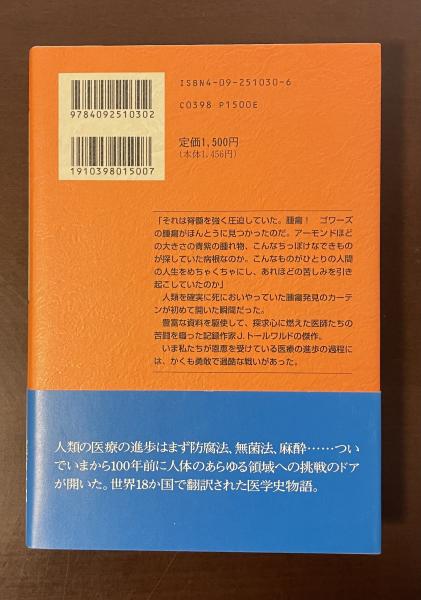 ISBN4-09-251030-6
C0398 P1500E
9784092510302
定価1,500円
(本体1,456円)
1910398015007
「それは脊髄を強く圧迫していた。腫瘍！　ゴワーズ
の腫瘍がほんとうに見つかったのだ。アーモンドほど
の大きさの青紫の腫れ物、こんなちっぽけなできもの
が探していた病根なのか。こんなものがひとりの人間
の人生をめちゃくちゃにし、あれほどの苦しみを引き
起こしていたのか」
人類を確実に死においやっていた腫瘍発見のカーテ
ンが初めて開いた瞬間だった。
豊富な資料を駆使して、探求心に燃えた医師たちの
苦闘を綴った記録作家J．トールワルドの傑作。
いま私たちが恩恵を受けている医療の進歩の過程に
は、かくも勇敢で過酷な戦いがあった。
人類の医療の進歩はまず防腐法、無菌法、麻酔……つい
でいまから100年前に人体のあらゆる領域への挑戦のドア
が開いた。世界18か国で翻訳された医学史物語。